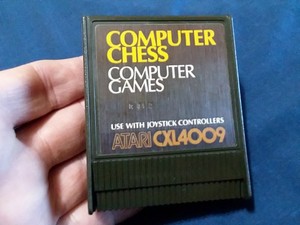 COMPUTER
CHESS
COMPUTER
GAMES
USE WITH JOYSTICK CONTROLLERS
ATARI CXL4009